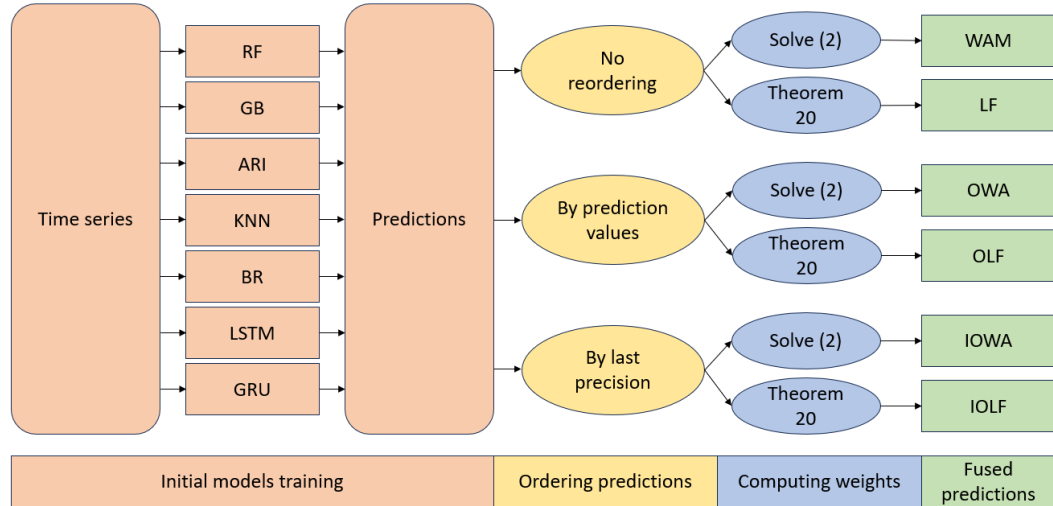 Time series
RF
GB
ARI
KNN
BR
LSTM
GRU
Predictions
No
reordering
By prediction
values
By last
precision
Solve (2)
Theorem
20
Solve (2)
Theorem
20
Solve (2)
Theorem
20
WAM
LF
OWA
OLF
IOWA
IOLF
Initial models training
Ordering predictions
Computing weights
Fused
predictions